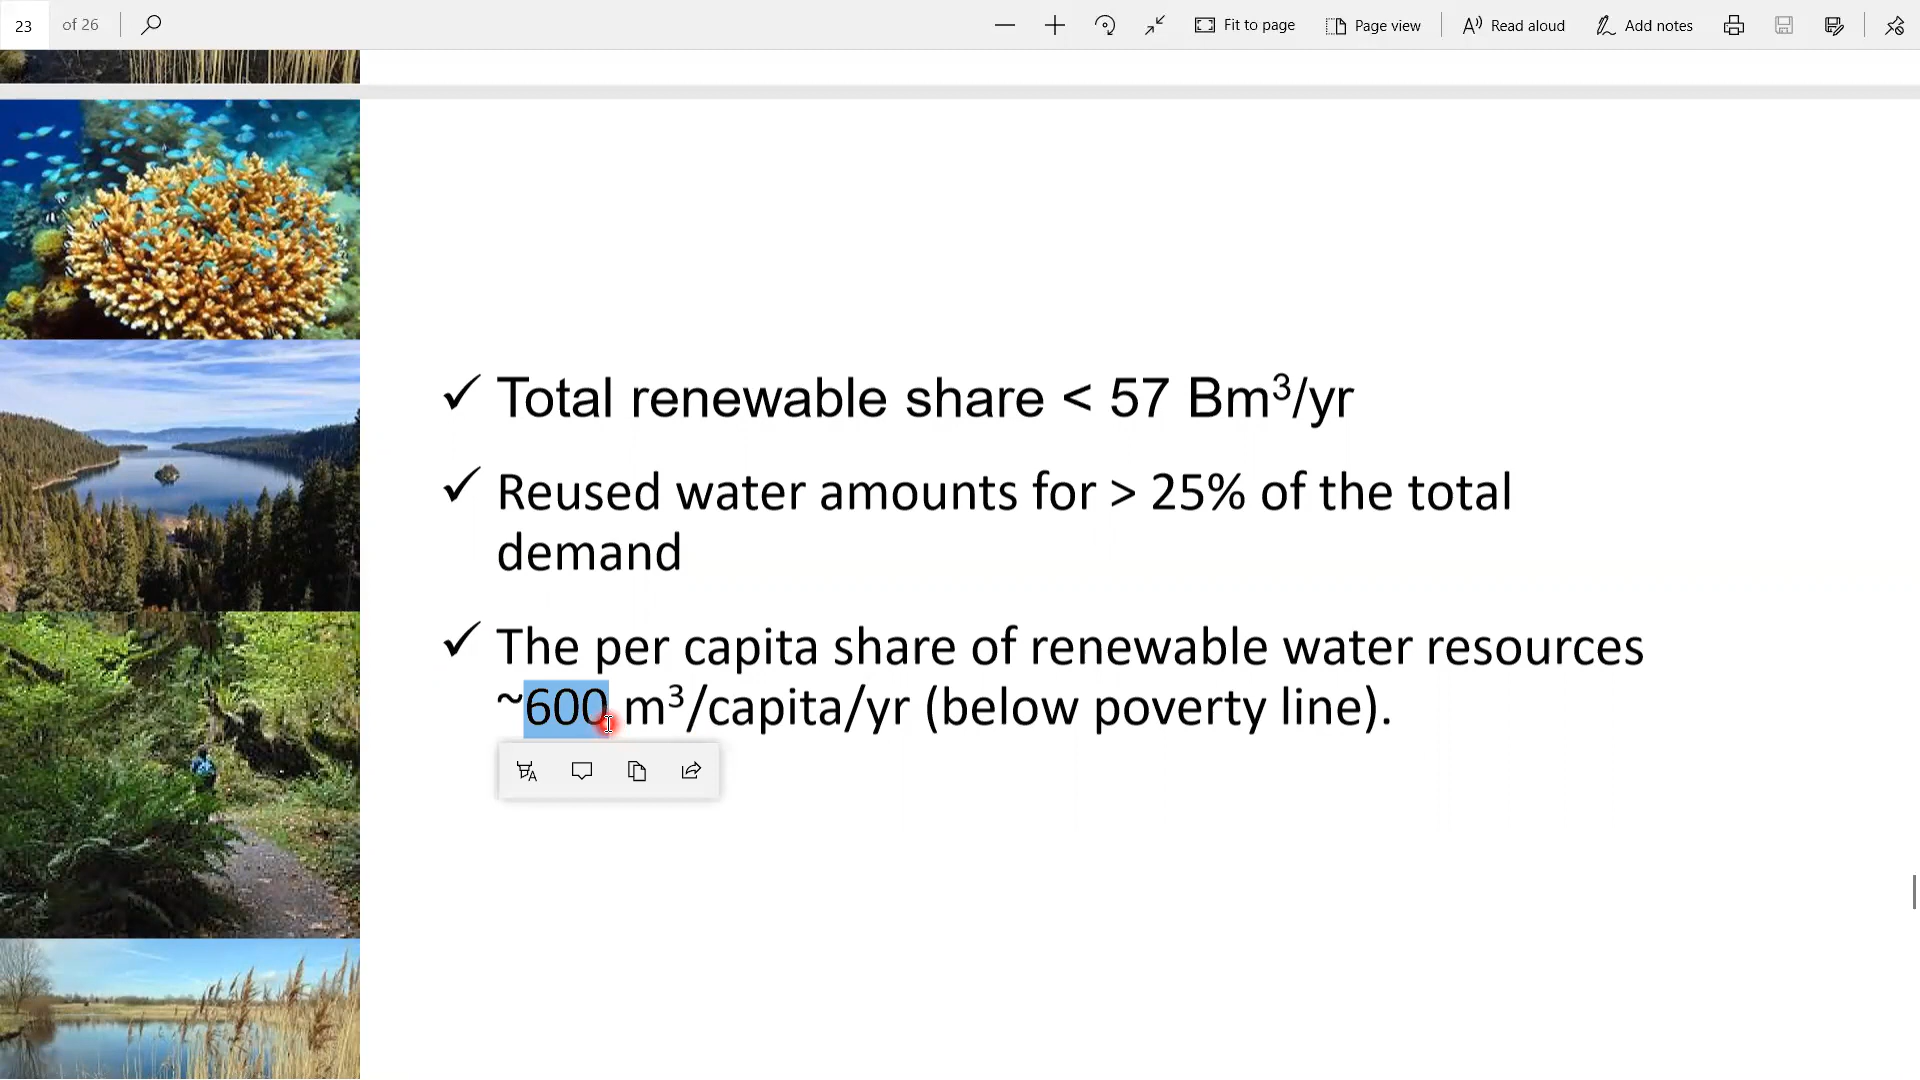 23 of 26 Fit to page Page view Read aloud Add notes
✓ Total renewable share < 57 Bm³/yr
✓ Reused water amounts for > 25% of the total
demand
✓ The per capita share of renewable water resources
~600 m³/capita/yr (below poverty line).